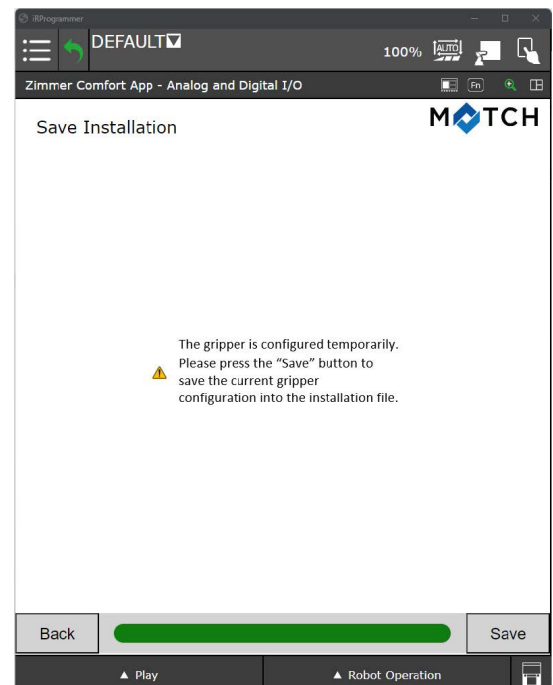 iRProgrammer
DEFAULT
100%
AUTO
Zimmer Comfort App - Analog and Digital I/O
Fn
Save Installation
MATCH
The gripper is configured temporarily.
Please press the “Save” button to
save the current gripper
configuration into the installation file.
Back
Save
▲ Play
▲ Robot Operation